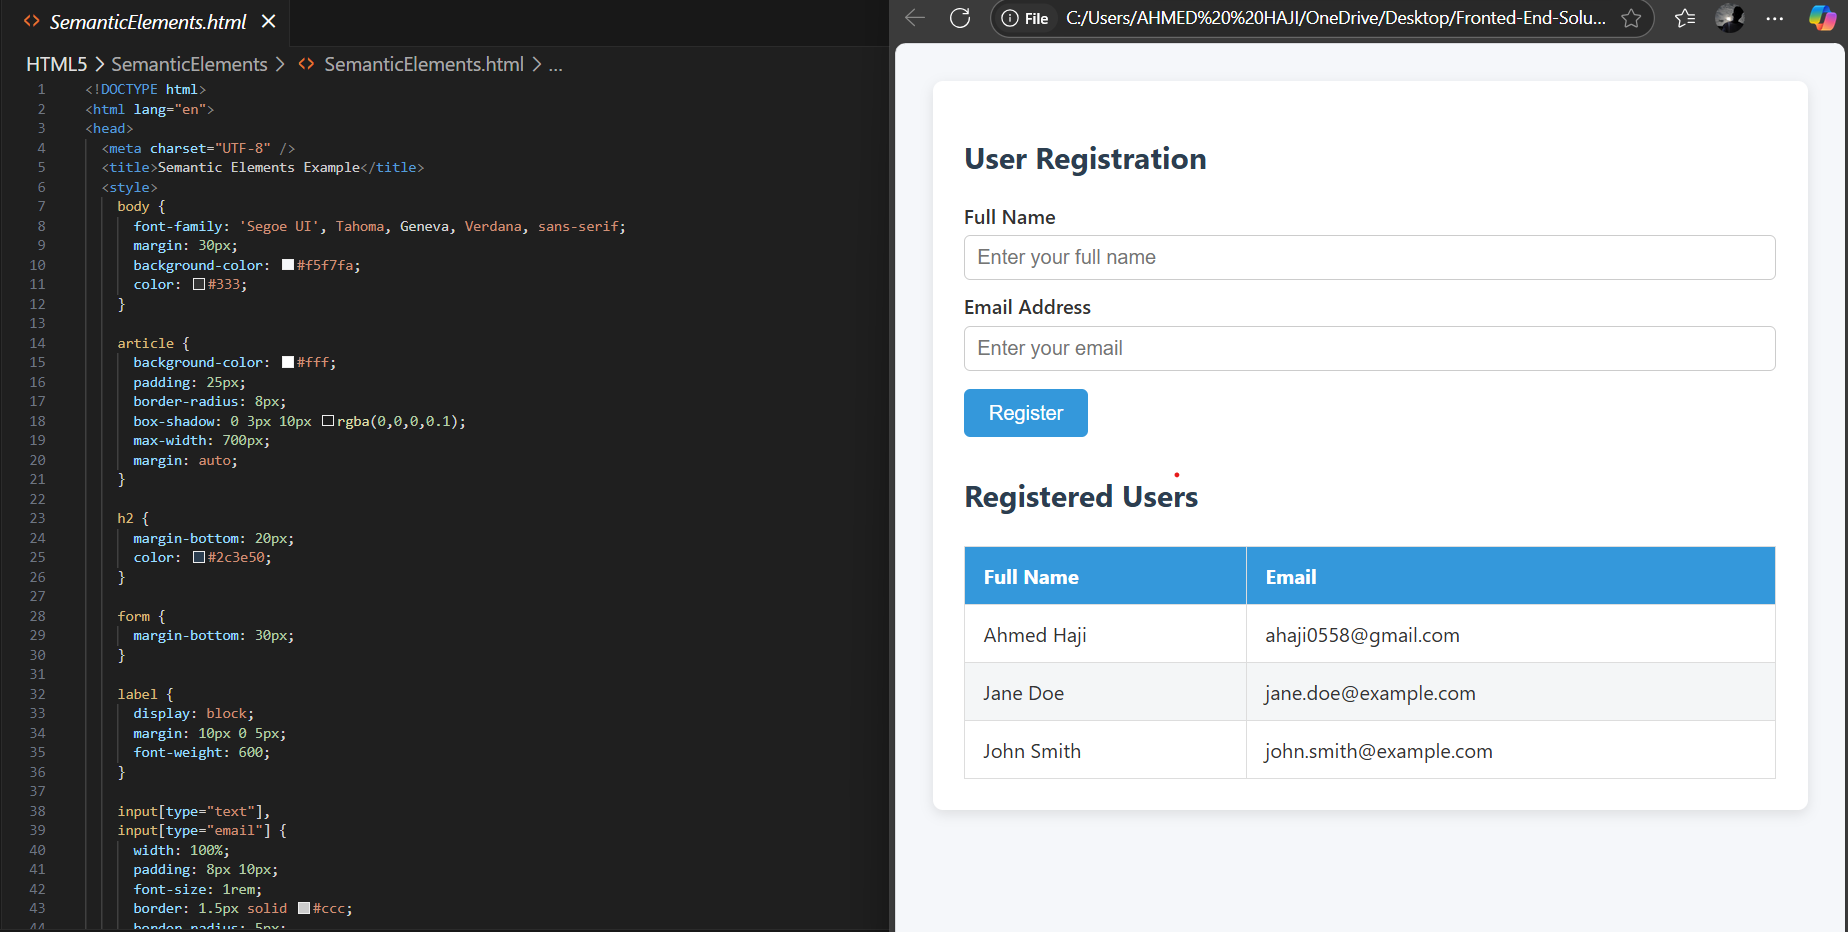 SemanticElements.html
HTML5 > SemanticElements > SemanticElements.html > ...
1 <!DOCTYPE html>
2 <html lang="en">
3 <head>
4 <meta charset="UTF-8" />
5 <title>Semantic Elements Example</title>
6 <style>
7 body {
8 font-family: 'Segoe UI', Tahoma, Geneva, Verdana, sans-serif;
9 margin: 30px;
10 background-color: #f5f7fa;
11 color: #333;
12 }
13
14 article {
15 background-color: #fff;
16 padding: 25px;
17 border-radius: 8px;
18 box-shadow: 0 3px 10px rgba(0,0,0,0.1);
19 max-width: 700px;
20 margin: auto;
21 }
22
23 h2 {
24 margin-bottom: 20px;
25 color: #2c3e50;
26 }
27
28 form {
29 margin-bottom: 30px;
30 }
31
32 label {
33 display: block;
34 margin: 10px 0 5px;
35 font-weight: 600;
36 }
37
38 input[type="text"],
39 input[type="email"] {
40 width: 100%;
41 padding: 8px 10px;
42 font-size: 1rem;
43 border: 1.5px solid #ccc;
44 border-radius: 5px;
File C:/Users/AHMED%20%20HAJI/OneDrive/Desktop/Fronted-End-Solu...
User Registration
Full Name
Enter your full name
Email Address
Enter your email
Register
Registered Users
Full Name Email
Ahmed Haji ahaji0558@gmail.com
Jane Doe jane.doe@example.com
John Smith john.smith@example.com